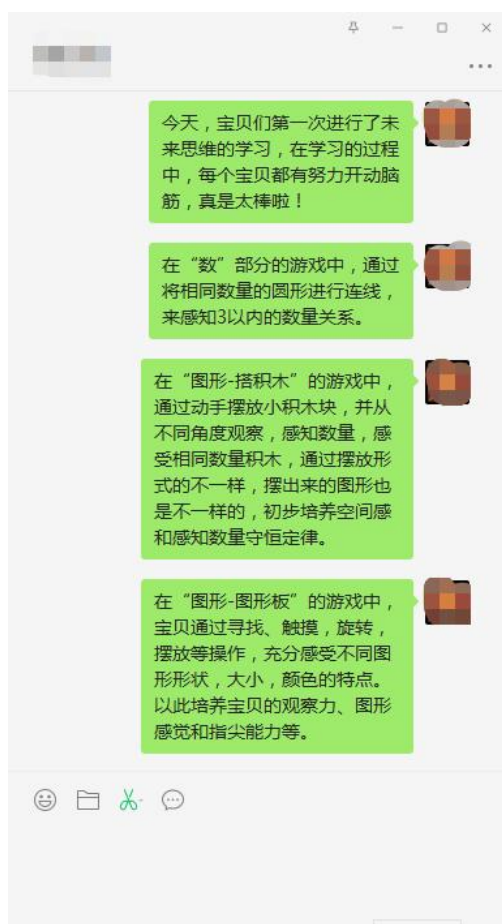 今天，宝贝们第一次进行了未
来思维的学习，在学习的过程
中，每个宝贝都有努力开动脑
筋，真是太棒啦！
在“数”部分的游戏中，通过
将相同数量的圆形进行连线，
来感知3以内的数量关系。
在“图形-搭积木”的游戏中，
通过动手摆放小积木块，并从
不同角度观察，感知数量，感
受相同数量积木，通过摆放形
式的不一样，摆出来的图形也
是不一样的，初步培养空间感
和感知数量守恒定律。
在“图形-图形板”的游戏中，
宝贝通过寻找、触摸，旋转，
摆放等操作，充分感受不同图
形形状，大小，颜色的特点。
以此培养宝贝的观察力、图形
感觉和指尖能力等。